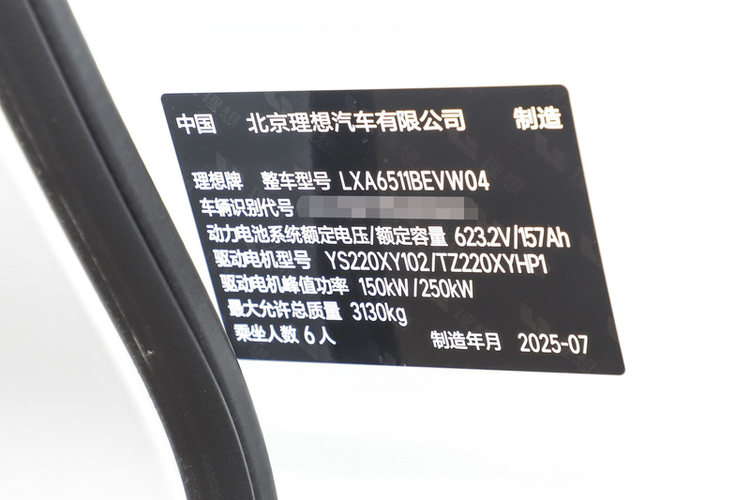 中国 北京理想汽车有限公司 制造
理想牌 整车型号 LXA6511BEVW04
车辆识别代号
动力电池系统额定电压/额定容量 623.2V/157Ah
驱动电机型号 YS220XY102/TZ220XYHP1
驱动电机峰值功率 150kW/250kW
最大允许总质量 3130kg
乘坐人数 6人 制造年月 2025-07